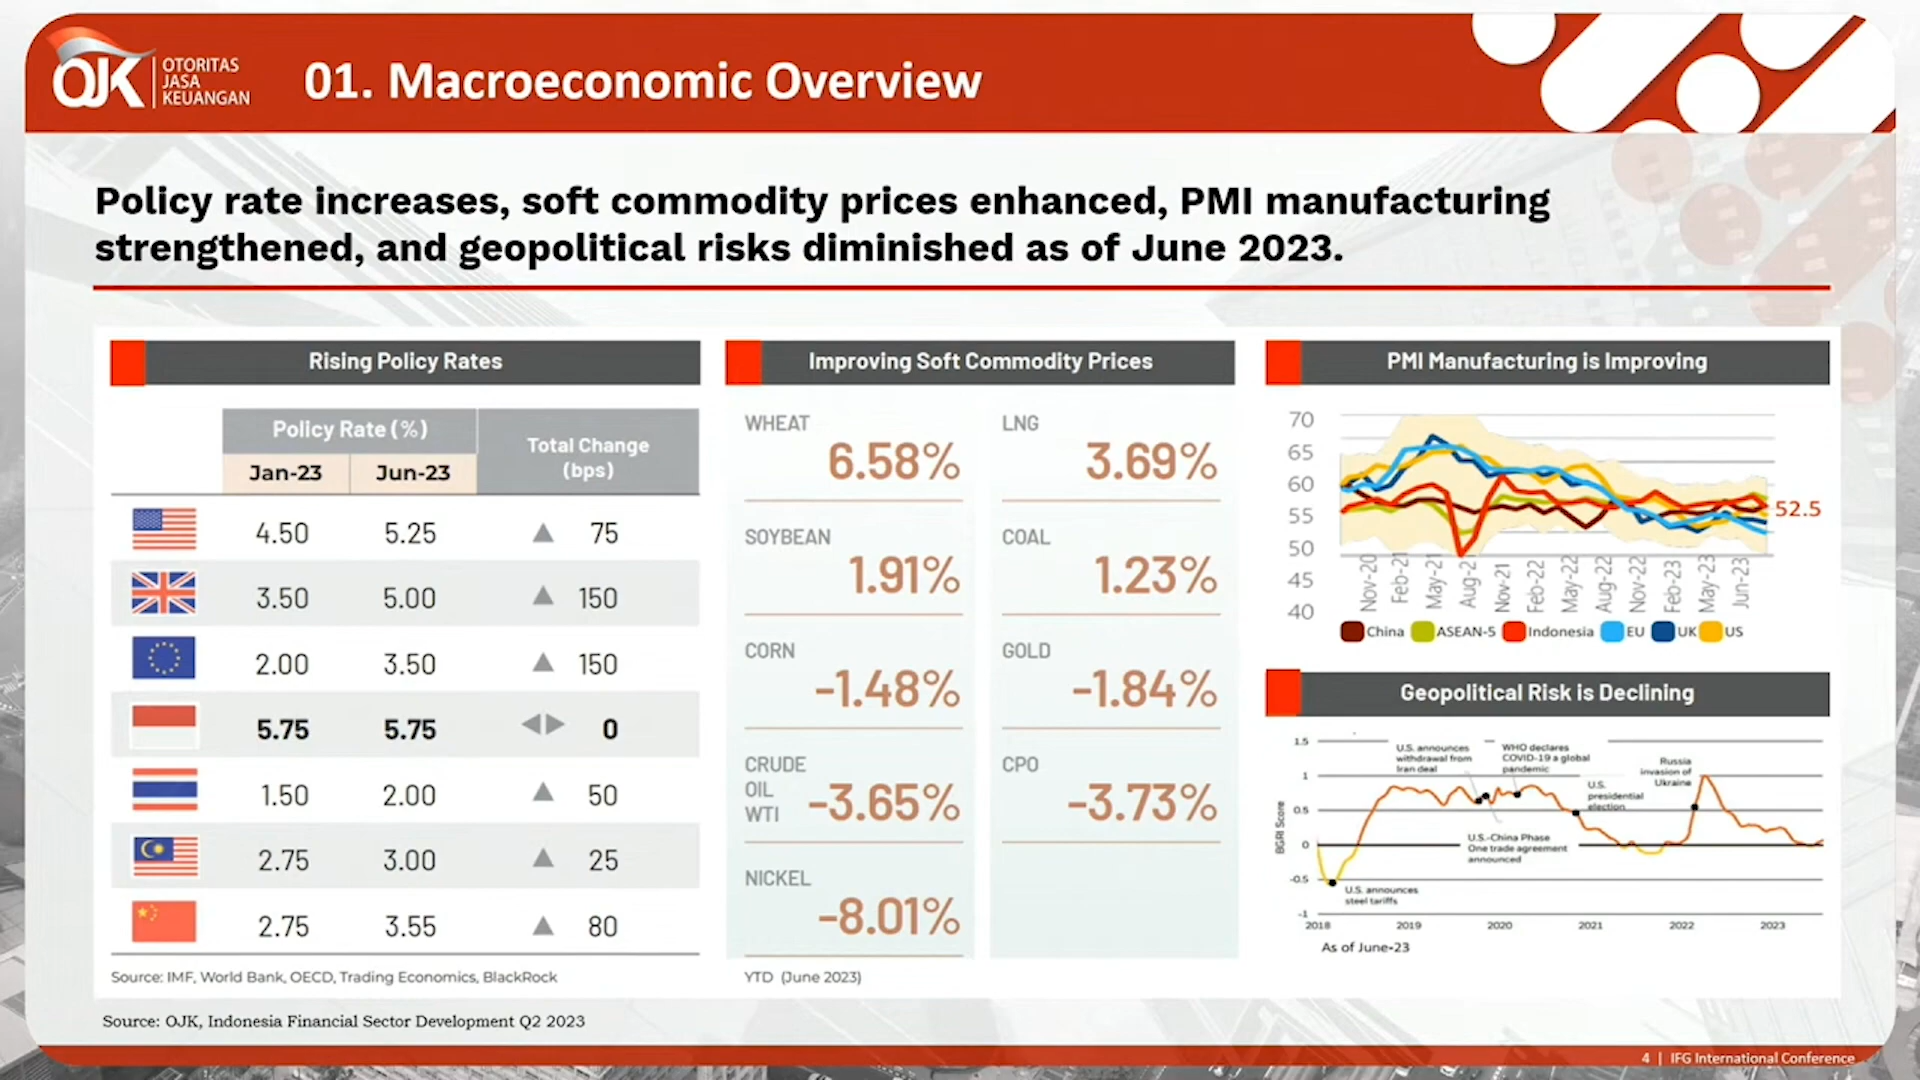 OJK
OTORITAS
JASA
KEUANGAN
01. Macroeconomic Overview
Policy rate increases, soft commodity prices enhanced, PMI manufacturing
strengthened, and geopolitical risks diminished as of June 2023.
Rising Policy Rates
Policy Rate (%)
Total Change
(bps)
Jan-23 Jun-23
4.50 5.25 75
3.50 5.00 150
2.00 3.50 150
5.75 5.75 0
1.50 2.00 50
2.75 3.00 25
2.75 3.55 80
Source: IMF, World Bank, OECD, Trading Economics, BlackRock
Improving Soft Commodity Prices
WHEAT
6.58%
LNG
3.69%
SOYBEAN
1.91%
COAL
1.23%
CORN
-1.48%
GOLD
-1.84%
CRUDE
OIL
WTI
-3.65%
CPO
-3.73%
NICKEL
-8.01%
YTD (June 2023)
PMI Manufacturing is Improving
70
65
60
55
50
45
40
52.5
Nov-20
Feb-21
May-21
Aug-21
Nov-21
Feb-22
May-22
Aug-22
Nov-22
Feb-23
May-23
Jun-23
China ASEAN-5 Indonesia EU UK US
Geopolitical Risk is Declining
BGRI Score
1.5
1
0.5
0
-0.5
-1
U.S. announces
withdrawal from
Iran deal
WHO declares
COVID-19 a global
pandemic
U.S.
presidential
election
Russia
invasion of
Ukraine
U.S.-China Phase
One trade agreement
announced
U.S. announces
steel tariffs
2018 2019 2020 2021 2022 2023
As of June-23
Source: OJK, Indonesia Financial Sector Development Q2 2023
4 | IFG International Conference